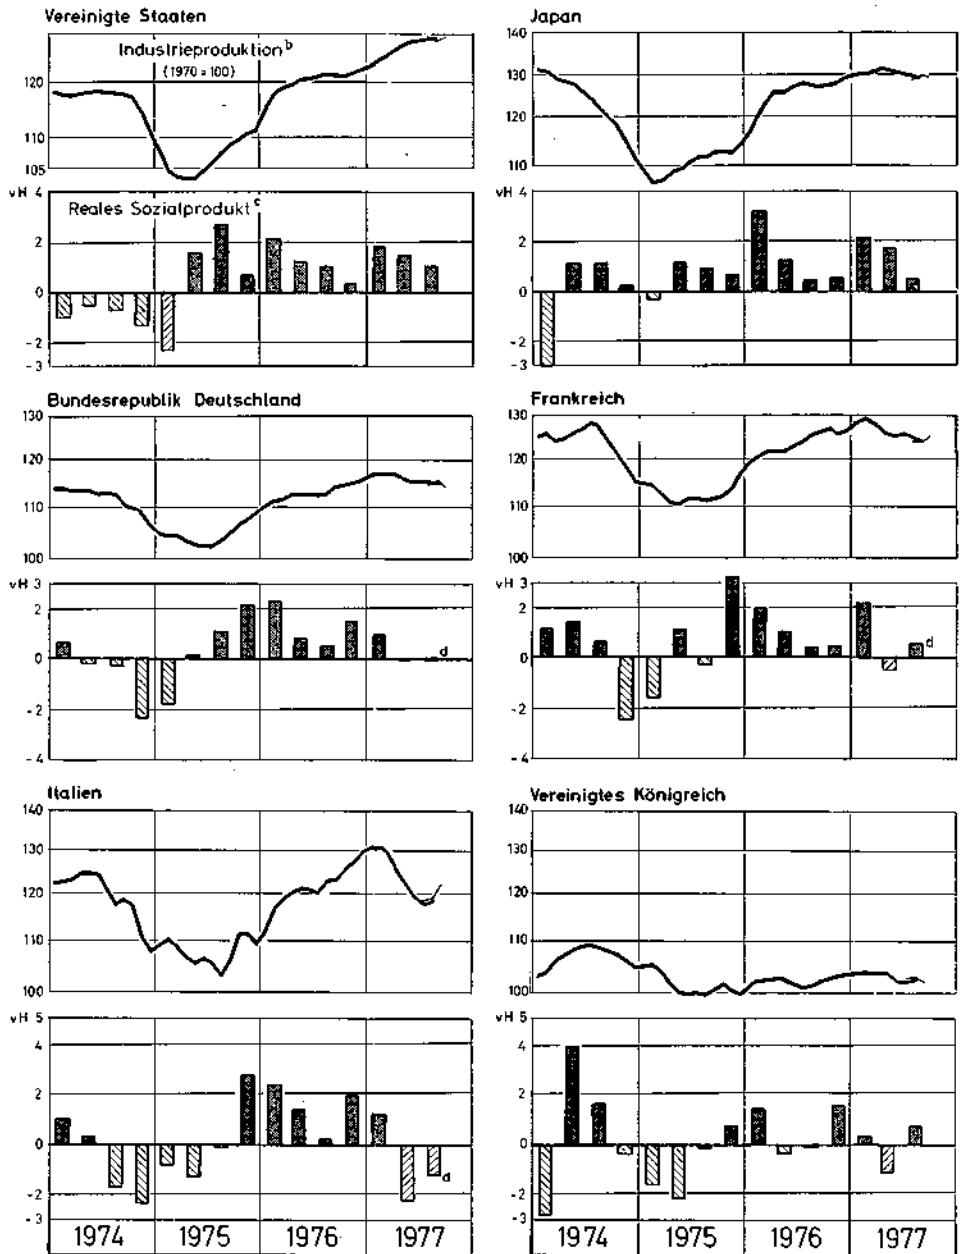 Vereinigte Staaten
Industrieproduktion b
(1970 = 100)
120
110
105
vH 4
Reales Sozialprodukt c
2
0
- 2
- 3
Japan
140
130
120
110
vH 4
2
0
- 2
- 3
Bundesrepublik Deutschland
130
120
110
100
vH 3
2
0
d
- 2
- 4
Frankreich
130
120
110
100
vH 3
2
0
d
- 2
- 4
Italien
140
130
120
110
100
vH 5
4
2
0
d
- 2
- 3
1974 1975 1976 1977
Vereinigtes Königreich
140
130
120
110
100
vH 5
4
2
0
- 2
- 3
1974 1975 1976 1977